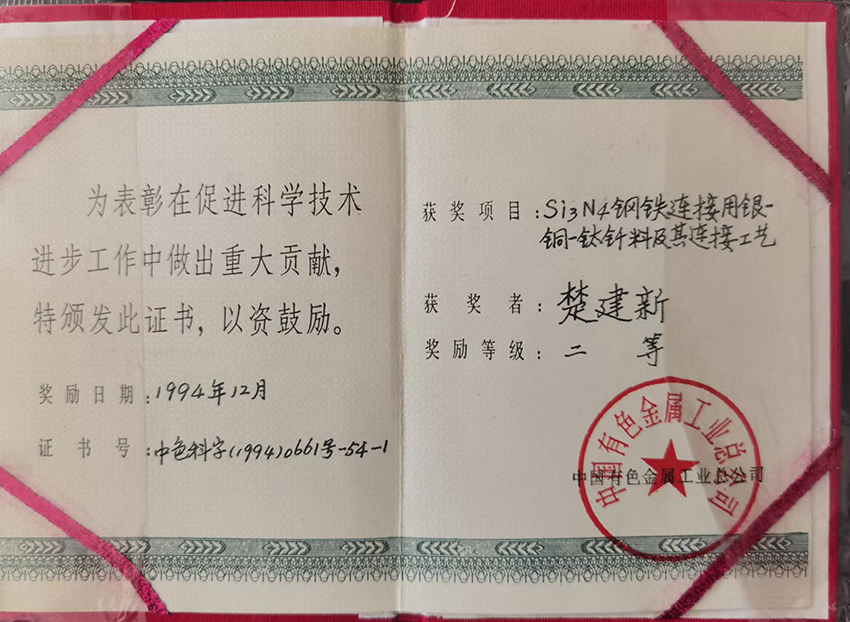 为表彰在促进科学技术
进步工作中做出重大贡献，
特颁发此证书，以资鼓励。
奖励日期：1994年12月
证书号：中色科字(1994)0661号-54-1
获奖项目：Si3N4钢铁连接用银-
铜-钛钎料及其连接工艺
获奖者：楚建新
奖励等级：二等
中国有色金属工业总公司
中国有色金属工业总公司